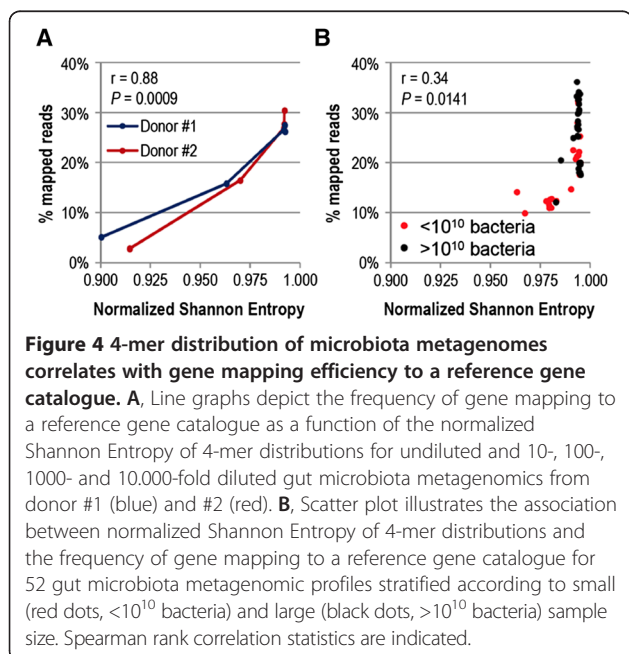 A
B
40%
30%
20%
10%
0%
% mapped reads
r = 0.88
P = 0.0009
Donor #1
Donor #2
0.900 0.925 0.950 0.975 1.000
Normalized Shannon Entropy
40%
30%
20%
10%
0%
% mapped reads
r = 0.34
P = 0.0141
<10¹⁰ bacteria
>10¹⁰ bacteria
0.900 0.925 0.950 0.975 1.000
Normalized Shannon Entropy
Figure 4 4-mer distribution of microbiota metagenomes
correlates with gene mapping efficiency to a reference gene
catalogue. A, Line graphs depict the frequency of gene mapping to
a reference gene catalogue as a function of the normalized
Shannon Entropy of 4-mer distributions for undiluted and 10-, 100-,
1000- and 10.000-fold diluted gut microbiota metagenomics from
donor #1 (blue) and #2 (red). B, Scatter plot illustrates the association
between normalized Shannon Entropy of 4-mer distributions and
the frequency of gene mapping to a reference gene catalogue for
52 gut microbiota metagenomic profiles stratified according to small
(red dots, <10¹⁰ bacteria) and large (black dots, >10¹⁰ bacteria) sample
size. Spearman rank correlation statistics are indicated.